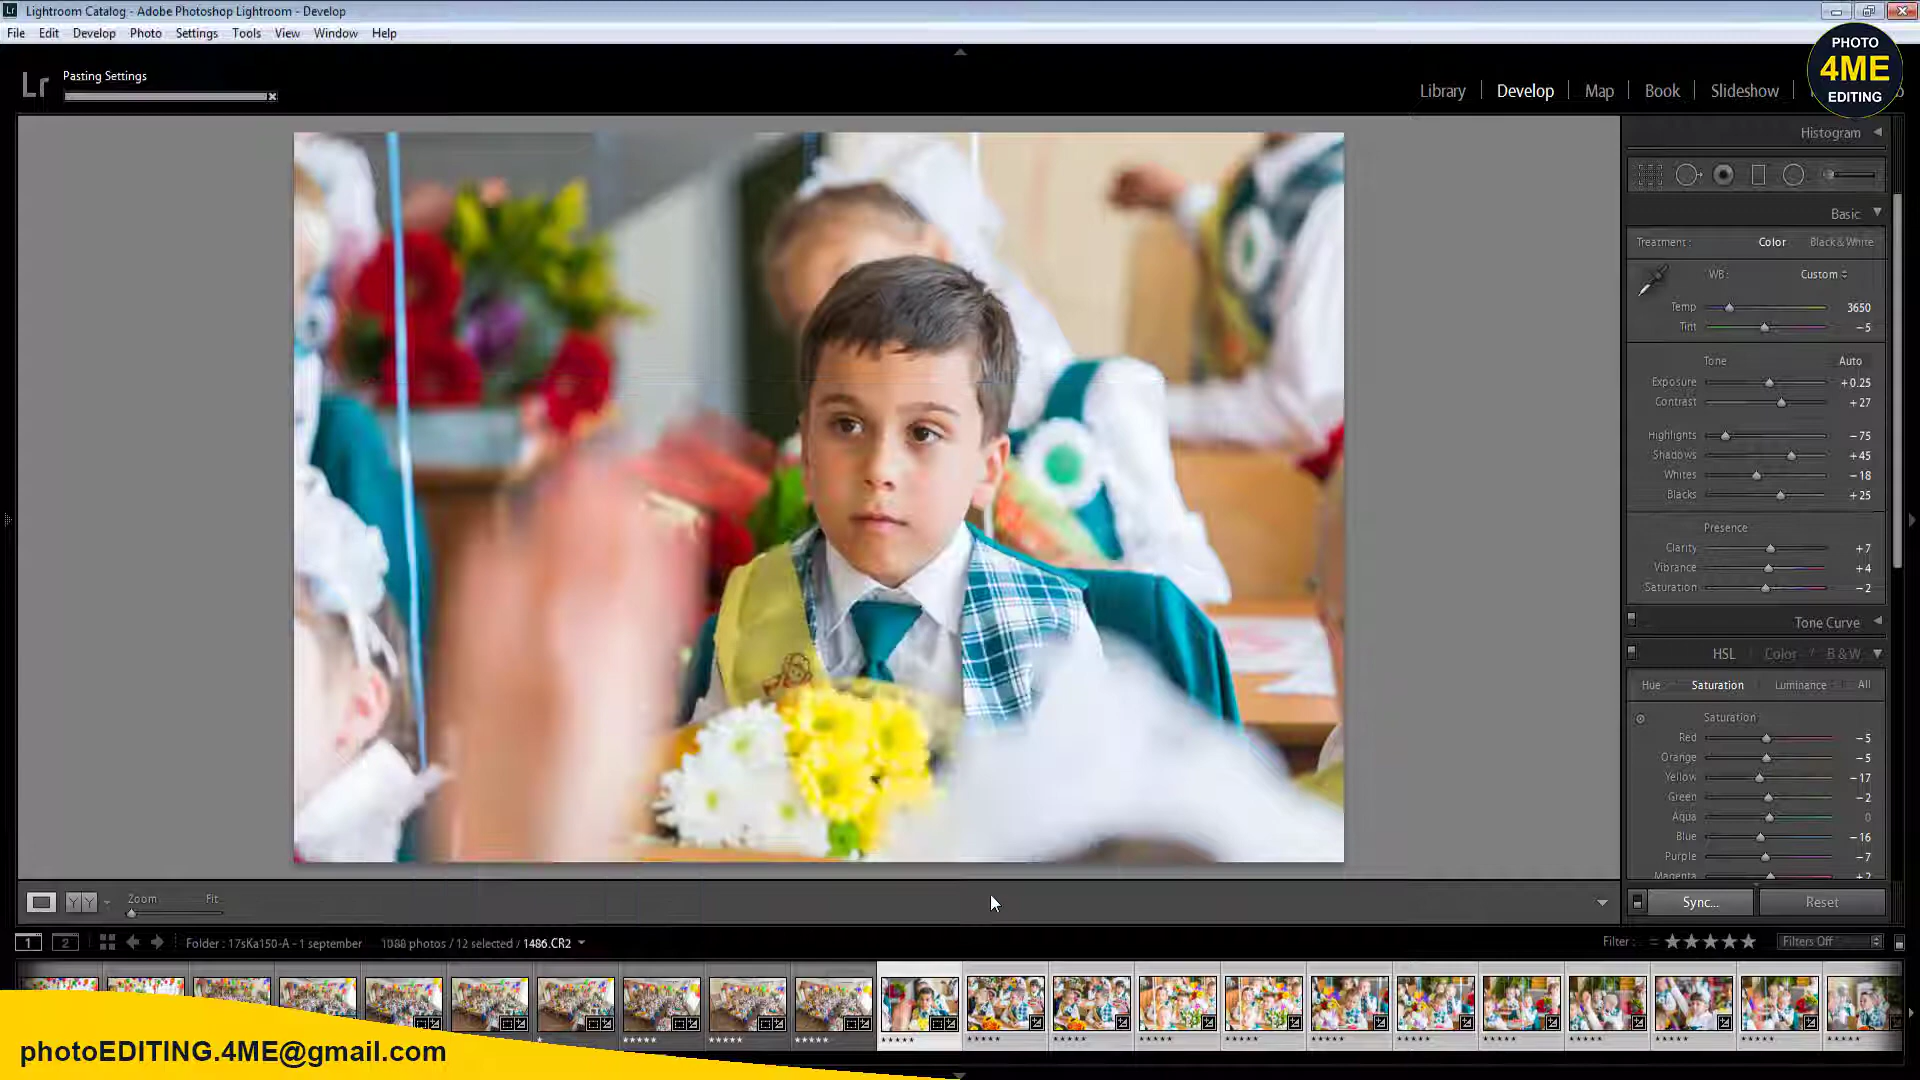 Lightroom Catalog - Adobe Photoshop Lightroom - Develop
File Edit Develop Photo Settings Tools View Window Help
PHOTO
4ME
EDITING
Lr
Pasting Settings
Library Develop Map Book Slideshow
Histogram
Basic
Treatment : Color Black & White
WB : Custom
Temp 3650
Tint −5
Tone Auto
Exposure +0.25
Contrast +27
Highlights −75
Shadows +45
Whites −18
Blacks +25
Presence
Clarity +7
Vibrance +4
Saturation −2
Tone Curve
HSL / Color / B & W
Hue Saturation Luminance All
Saturation
Red −5
Orange −5
Yellow −17
Green −2
Aqua 0
Blue −16
Purple −7
Magenta +2
Zoom Fit
Sync... Reset
1 2 Folder : 17sKa150-A - 1 september 1088 photos / 12 selected / 1486.CR2
Filter : Filters Off
photoEDITING.4ME@gmail.com